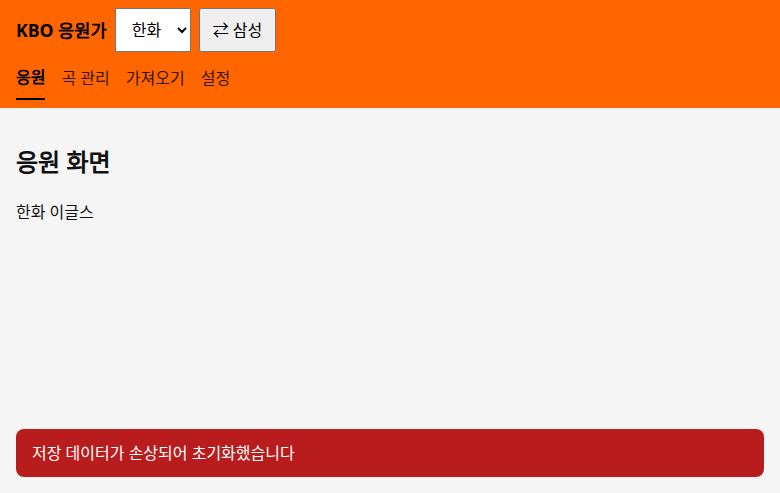 KBO 응원가 한화 ⇄ 삼성
응원 곡 관리 가져오기 설정
응원 화면
한화 이글스
저장 데이터가 손상되어 초기화했습니다